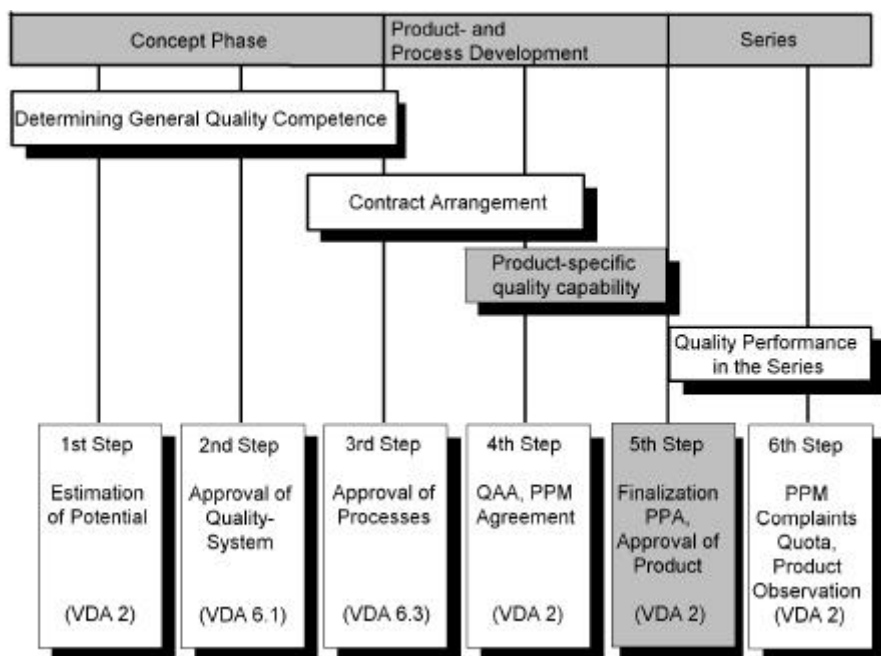 Concept Phase
Product- and
Process Development
Series
Determining General Quality Competence
Contract Arrangement
Product-specific
quality capability
Quality Performance
in the Series
1st Step
Estimation
of Potential
(VDA 2)
2nd Step
Approval of
Quality-
System
(VDA 6.1)
3rd Step
Approval of
Processes
(VDA 6.3)
4th Step
QAA, PPM
Agreement
(VDA 2)
5th Step
Finalization
PPA,
Approval of
Product
(VDA 2)
6th Step
PPM
Complaints
Quota,
Product
Observation
(VDA 2)